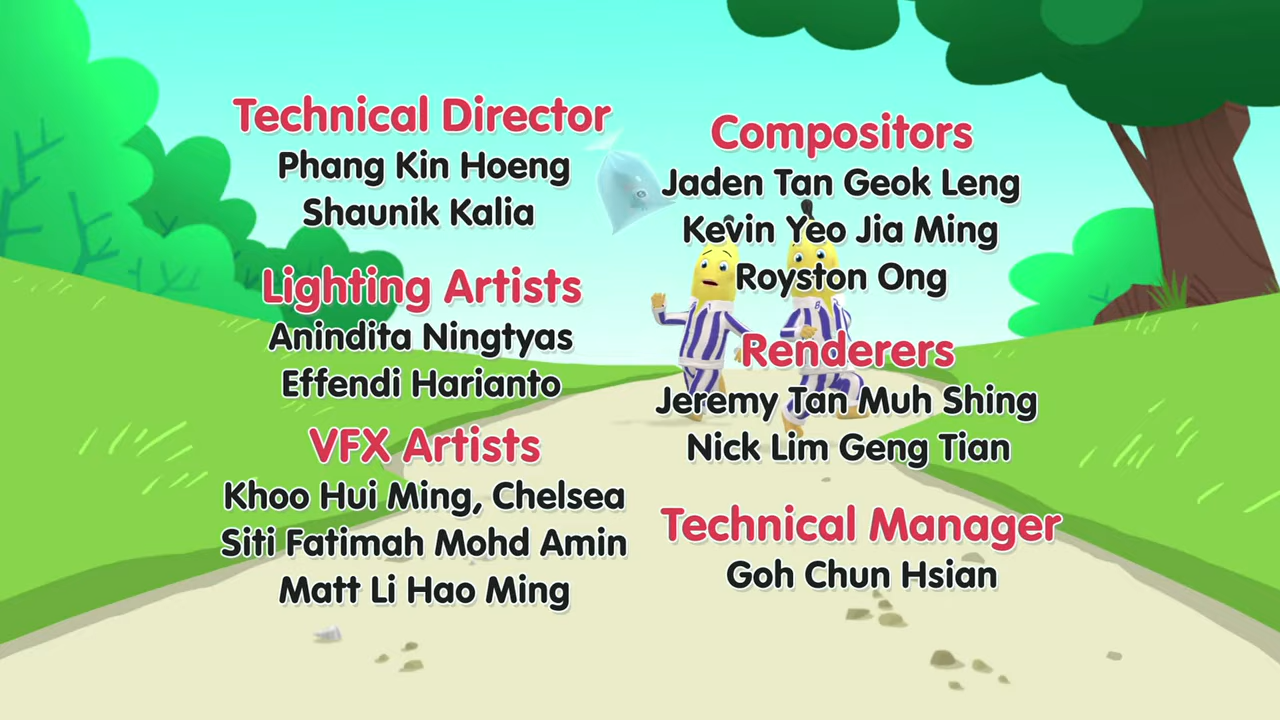 Technical Director
Phang Kin Hoeng
Shaunik Kalia
Lighting Artists
Anindita Ningtyas
Effendi Harianto
VFX Artists
Khoo Hui Ming, Chelsea
Siti Fatimah Mohd Amin
Matt Li Hao Ming
Compositors
Jaden Tan Geok Leng
Kevin Yeo Jia Ming
Royston Ong
Renderers
Jeremy Tan Muh Shing
Nick Lim Geng Tian
Technical Manager
Goh Chun Hsian